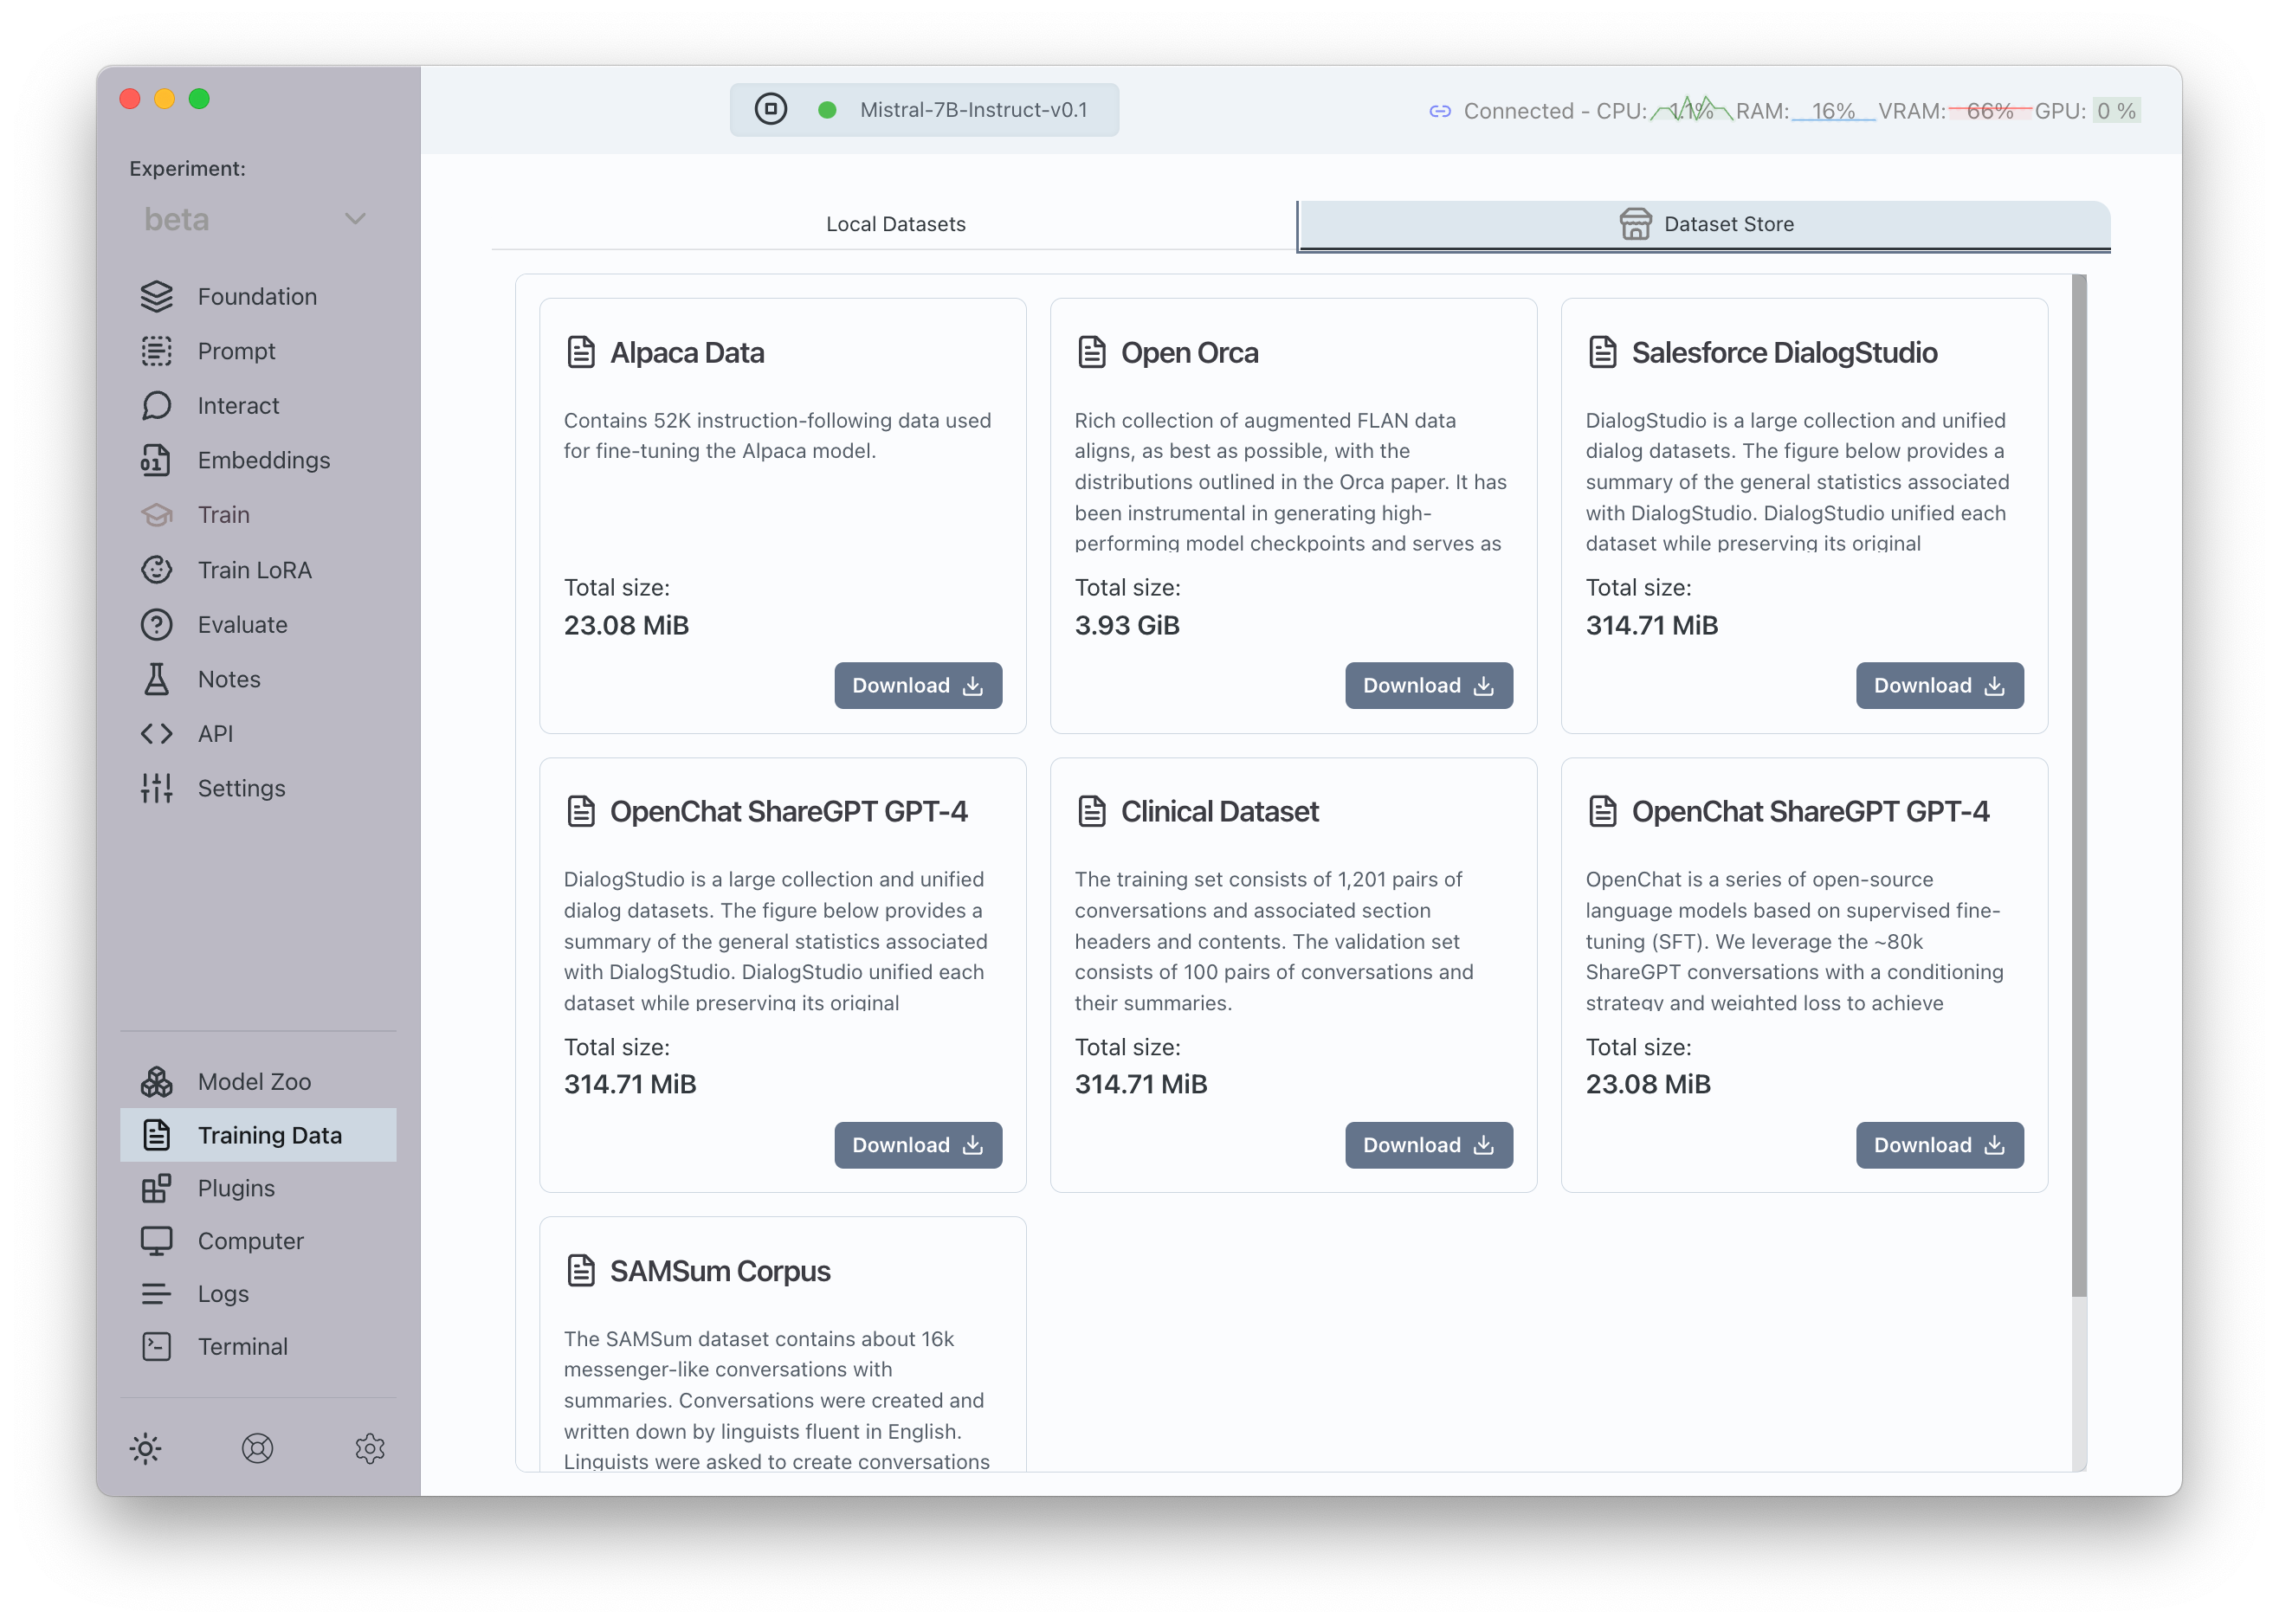 Mistral-7B-Instruct-v0.1
Connected - CPU: 1.1% RAM: 16% VRAM: 66% GPU: 0 %
Experiment:
beta
Foundation
Prompt
Interact
Embeddings
Train
Train LoRA
Evaluate
Notes
API
Settings
Model Zoo
Training Data
Plugins
Computer
Logs
Terminal
Local Datasets
Dataset Store
Alpaca Data
Contains 52K instruction-following data used
for fine-tuning the Alpaca model.
Total size:
23.08 MiB
Download
Open Orca
Rich collection of augmented FLAN data
aligns, as best as possible, with the
distributions outlined in the Orca paper. It has
been instrumental in generating high-
performing model checkpoints and serves as
Total size:
3.93 GiB
Download
Salesforce DialogStudio
DialogStudio is a large collection and unified
dialog datasets. The figure below provides a
summary of the general statistics associated
with DialogStudio. DialogStudio unified each
dataset while preserving its original
Total size:
314.71 MiB
Download
OpenChat ShareGPT GPT-4
DialogStudio is a large collection and unified
dialog datasets. The figure below provides a
summary of the general statistics associated
with DialogStudio. DialogStudio unified each
dataset while preserving its original
Total size:
314.71 MiB
Download
Clinical Dataset
The training set consists of 1,201 pairs of
conversations and associated section
headers and contents. The validation set
consists of 100 pairs of conversations and
their summaries.
Total size:
314.71 MiB
Download
OpenChat ShareGPT GPT-4
OpenChat is a series of open-source
language models based on supervised fine-
tuning (SFT). We leverage the ~80k
ShareGPT conversations with a conditioning
strategy and weighted loss to achieve
Total size:
23.08 MiB
Download
SAMSum Corpus
The SAMSum dataset contains about 16k
messenger-like conversations with
summaries. Conversations were created and
written down by linguists fluent in English.
Linguists were asked to create conversations